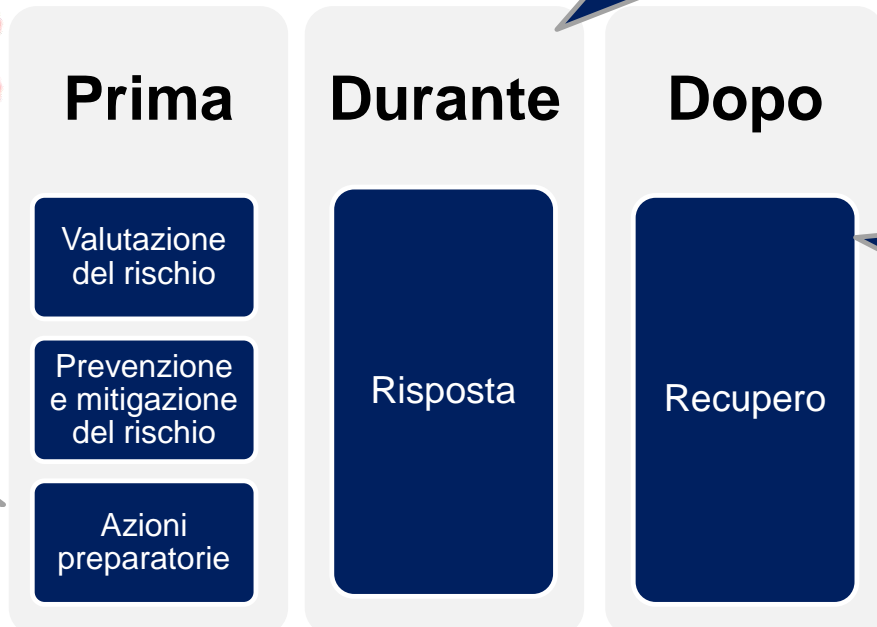 Prima
Valutazione
del rischio
Prevenzione
e mitigazione
del rischio
Azioni
preparatorie
Durante
Risposta
Dopo
Recupero